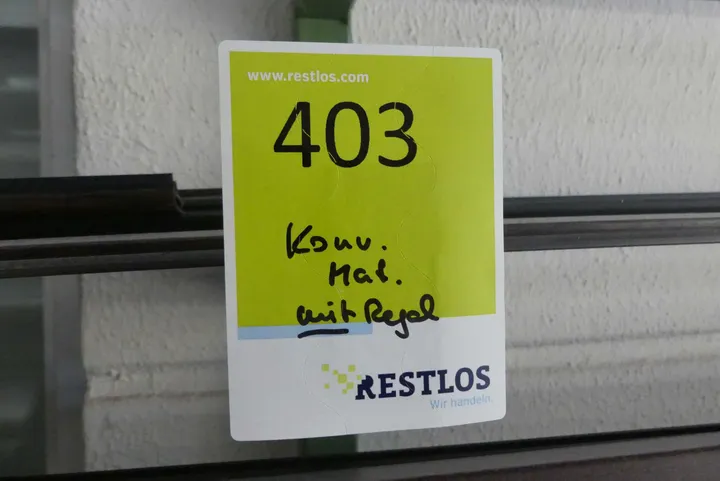 www.restlos.com
403
Konv.
Mat.
mit Regal
RESTLOS
Wir handeln.